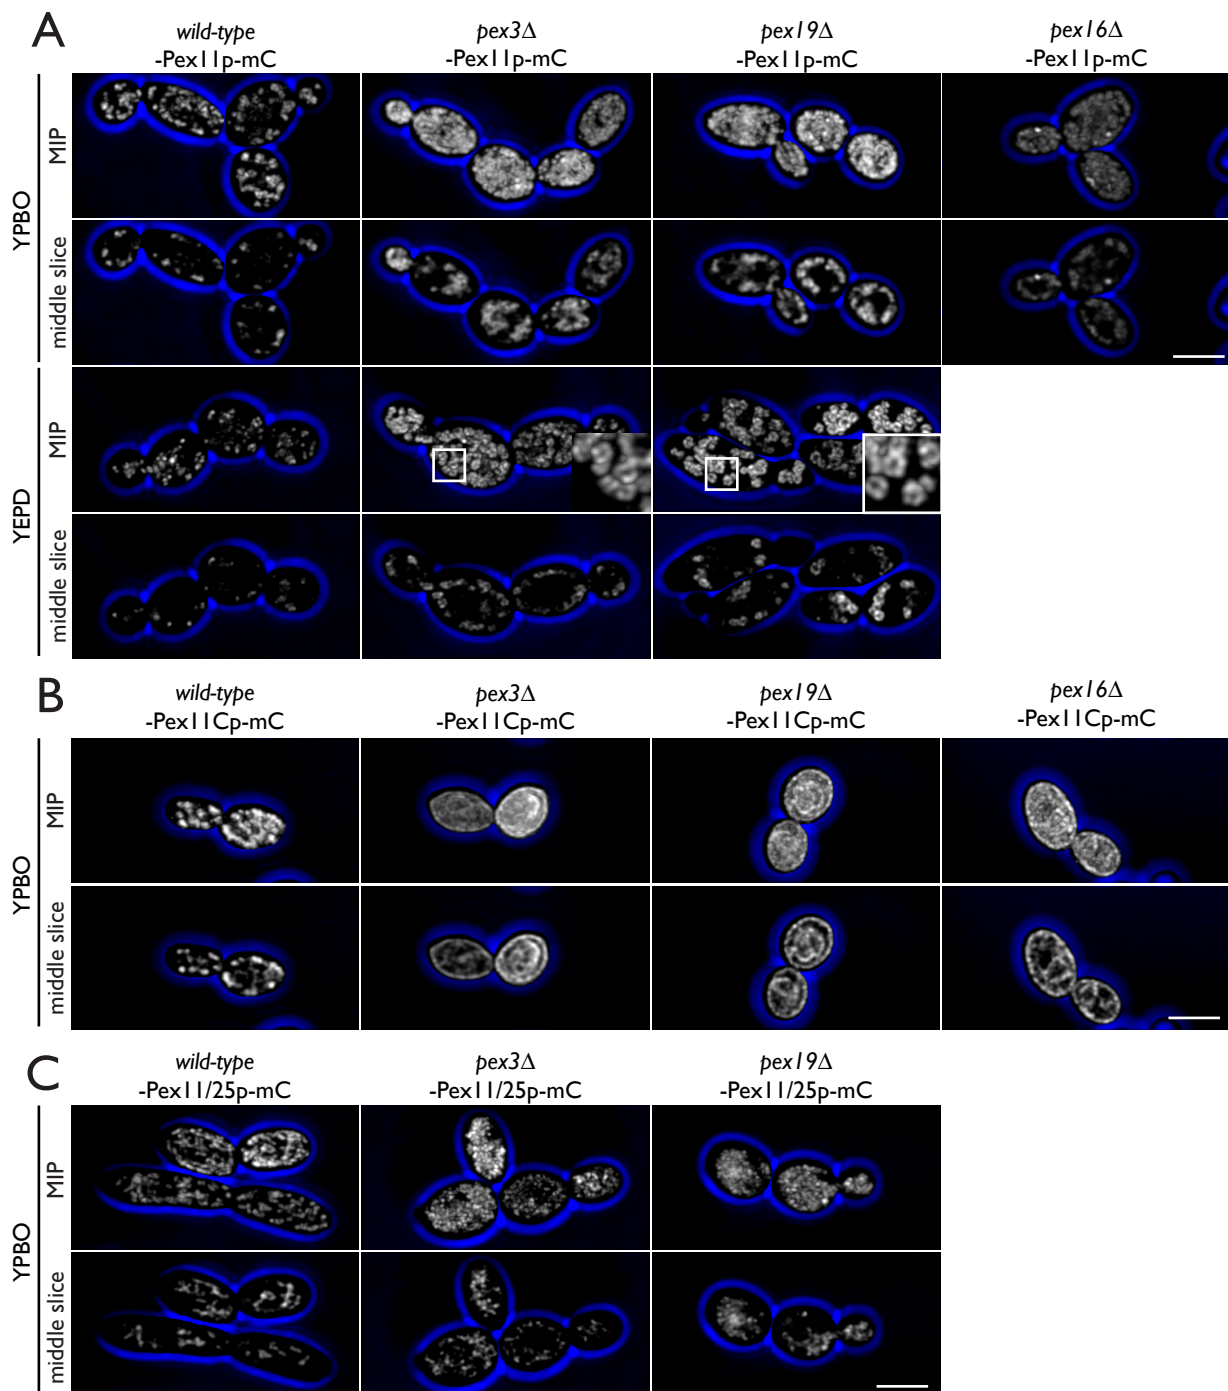 A
wild-type
-Pex11p-mC
pex3Δ
-Pex11p-mC
pex19Δ
-Pex11p-mC
pex16Δ
-Pex11p-mC
YPBO
MIP
middle slice
YEPD
MIP
middle slice
B
wild-type
-Pex11Cp-mC
pex3Δ
-Pex11Cp-mC
pex19Δ
-Pex11Cp-mC
pex16Δ
-Pex11Cp-mC
YPBO
MIP
middle slice
C
wild-type
-Pex11/25p-mC
pex3Δ
-Pex11/25p-mC
pex19Δ
-Pex11/25p-mC
YPBO
MIP
middle slice